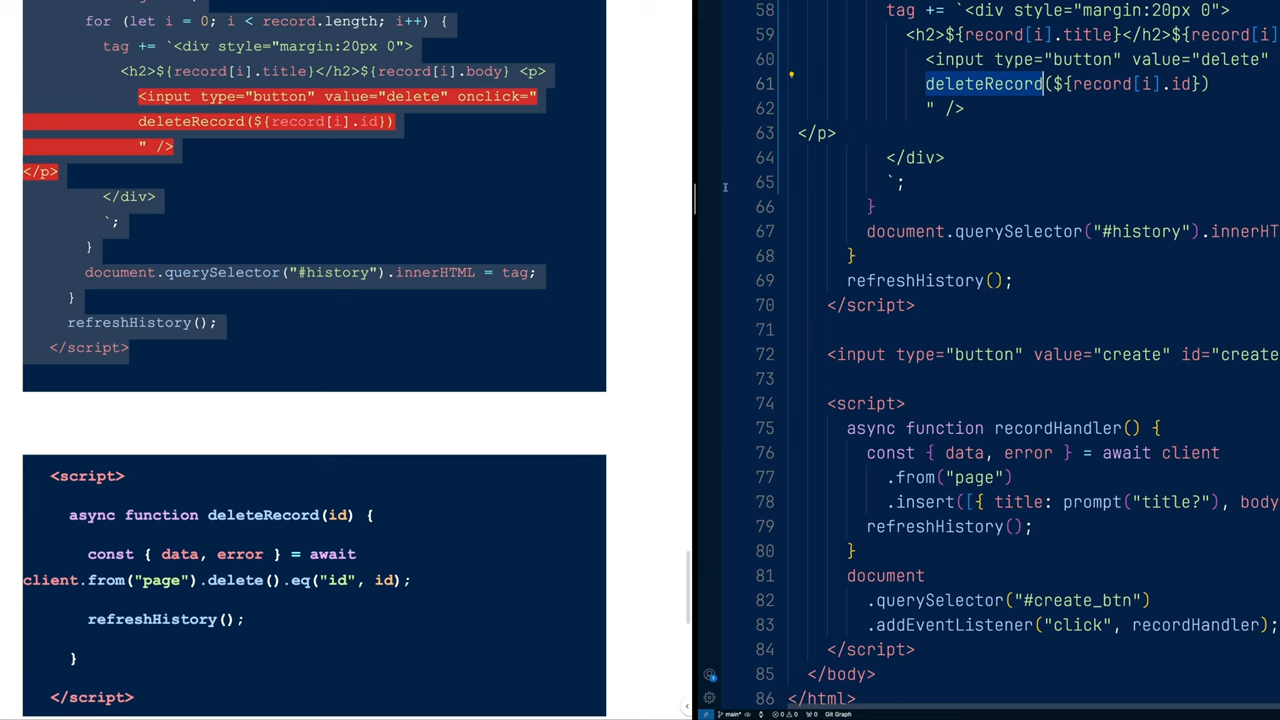 for (let i = 0; i < record.length; i++) {
tag += `<div style="margin:20px 0">
<h2>${record[i].title}</h2>${record[i].body} <p>
<input type="button" value="delete" onclick="
deleteRecord(${record[i].id})
" />
</p>
</div>
`;
}
document.querySelector("#history").innerHTML = tag;
}
refreshHistory();
</script>
<script>
async function deleteRecord(id) {
const { data, error } = await
client.from("page").delete().eq("id", id);
refreshHistory();
}
</script>
58 tag += `<div style="margin:20px 0">
59 <h2>${record[i].title}</h2>${record[i]
60 <input type="button" value="delete"
61 deleteRecord(${record[i].id})
62 " />
63 </p>
64 </div>
65 `;
66 }
67 document.querySelector("#history").innerHT
68 }
69 refreshHistory();
70 </script>
71
72 <input type="button" value="create" id="create
73
74 <script>
75 async function recordHandler() {
76 const { data, error } = await client
77 .from("page")
78 .insert([{ title: prompt("title?"), body
79 refreshHistory();
80 }
81 document
82 .querySelector("#create_btn")
83 .addEventListener("click", recordHandler);
84 </script>
85 </body>
86 </html>
main* 0 0 0 Git Graph